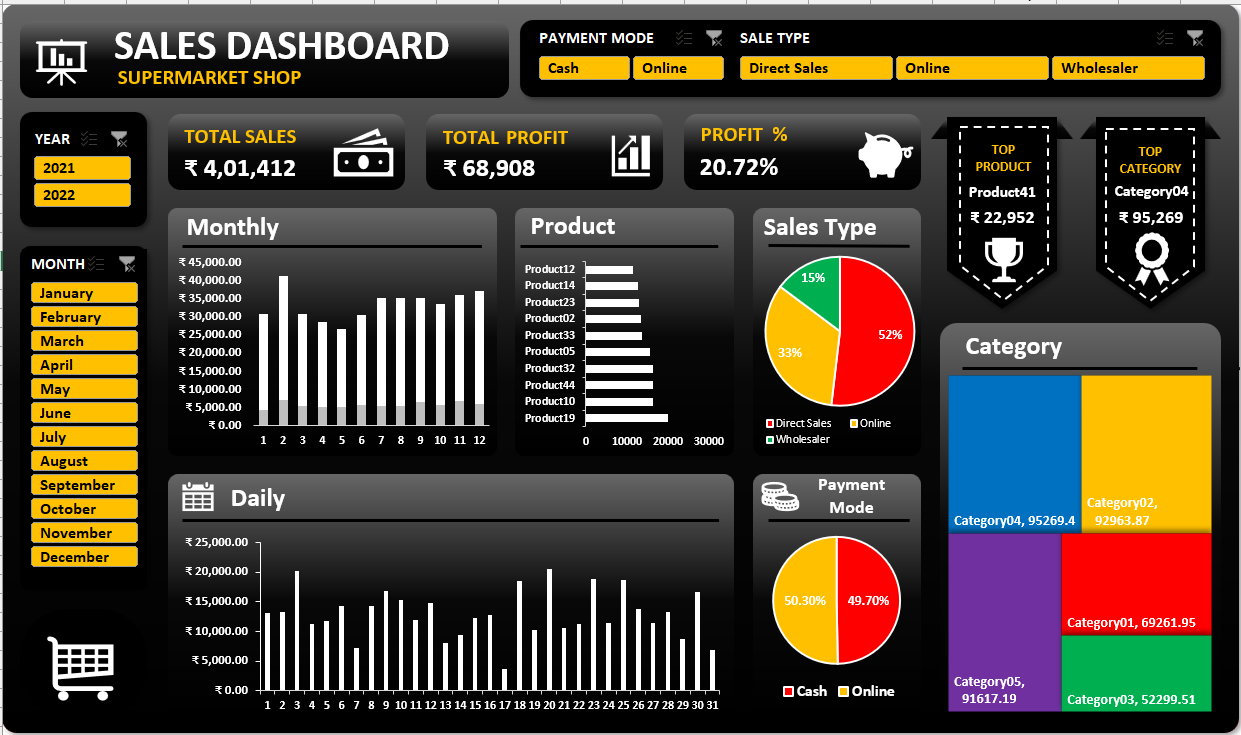 SALES DASHBOARD
SUPERMARKET SHOP
PAYMENT MODE
Cash
Online
SALE TYPE
Direct Sales
Online
Wholesaler
YEAR
2021
2022
MONTH
January
February
March
April
May
June
July
August
September
October
November
December
TOTAL SALES
₹ 4,01,412
TOTAL PROFIT
₹ 68,908
PROFIT %
20.72%
TOP
PRODUCT
Product41
₹ 22,952
TOP
CATEGORY
Category04
₹ 95,269
Monthly
₹ 45,000.00
₹ 40,000.00
₹ 35,000.00
₹ 30,000.00
₹ 25,000.00
₹ 20,000.00
₹ 15,000.00
₹ 10,000.00
₹ 5,000.00
₹ 0.00
1 2 3 4 5 6 7 8 9 10 11 12
Product
Product12
Product14
Product23
Product02
Product33
Product05
Product32
Product44
Product10
Product19
0 10000 20000 30000
Sales Type
15%
52%
33%
Direct Sales
Online
Wholesaler
Category
Category04, 95269.4
Category02,
92963.87
Category05,
91617.19
Category01, 69261.95
Category03, 52299.51
Daily
₹ 25,000.00
₹ 20,000.00
₹ 15,000.00
₹ 10,000.00
₹ 5,000.00
₹ 0.00
1 2 3 4 5 6 7 8 9 10 11 12 13 14 15 16 17 18 19 20 21 22 23 24 25 26 27 28 29 30 31
Payment
Mode
50.30%
49.70%
Cash
Online